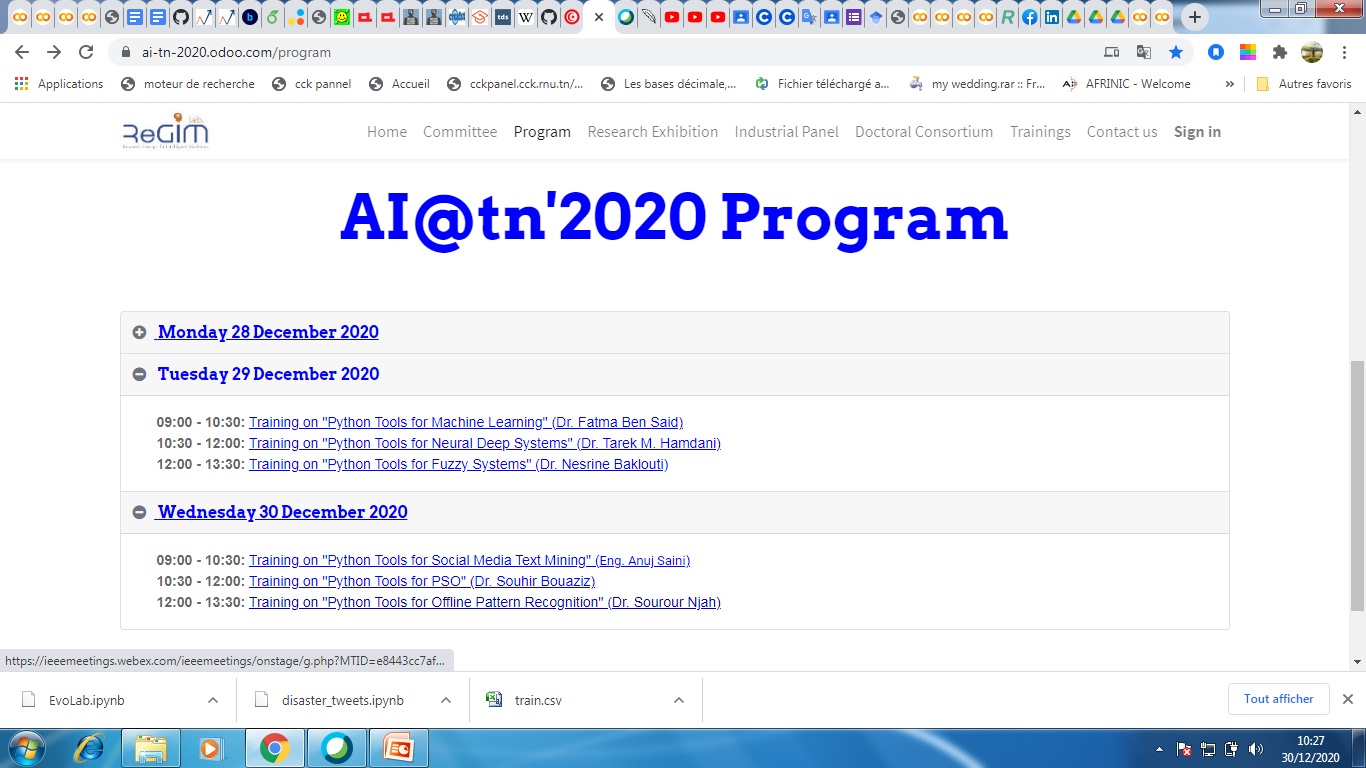 ai-tn-2020.odoo.com/program
Applications moteur de recherche cck pannel Accueil cckpanel.cck.rnu.tn/... Les bases décimale,... Fichier téléchargé a... my wedding.rar :: Fr... AFRINIC - Welcome » Autres favoris
ReGIM lab.
Home Committee Program Research Exhibition Industrial Panel Doctoral Consortium Trainings Contact us Sign in
AI@tn'2020 Program
Monday 28 December 2020
Tuesday 29 December 2020
09:00 - 10:30: Training on "Python Tools for Machine Learning" (Dr. Fatma Ben Said)
10:30 - 12:00: Training on "Python Tools for Neural Deep Systems" (Dr. Tarek M. Hamdani)
12:00 - 13:30: Training on "Python Tools for Fuzzy Systems" (Dr. Nesrine Baklouti)
Wednesday 30 December 2020
09:00 - 10:30: Training on "Python Tools for Social Media Text Mining" (Eng. Anuj Saini)
10:30 - 12:00: Training on "Python Tools for PSO" (Dr. Souhir Bouaziz)
12:00 - 13:30: Training on "Python Tools for Offline Pattern Recognition" (Dr. Sourour Njah)
https://ieeemeetings.webex.com/ieeemeetings/onstage/g.php?MTID=e8443cc7af...
EvoLab.ipynb disaster_tweets.ipynb train.csv Tout afficher
10:27
30/12/2020